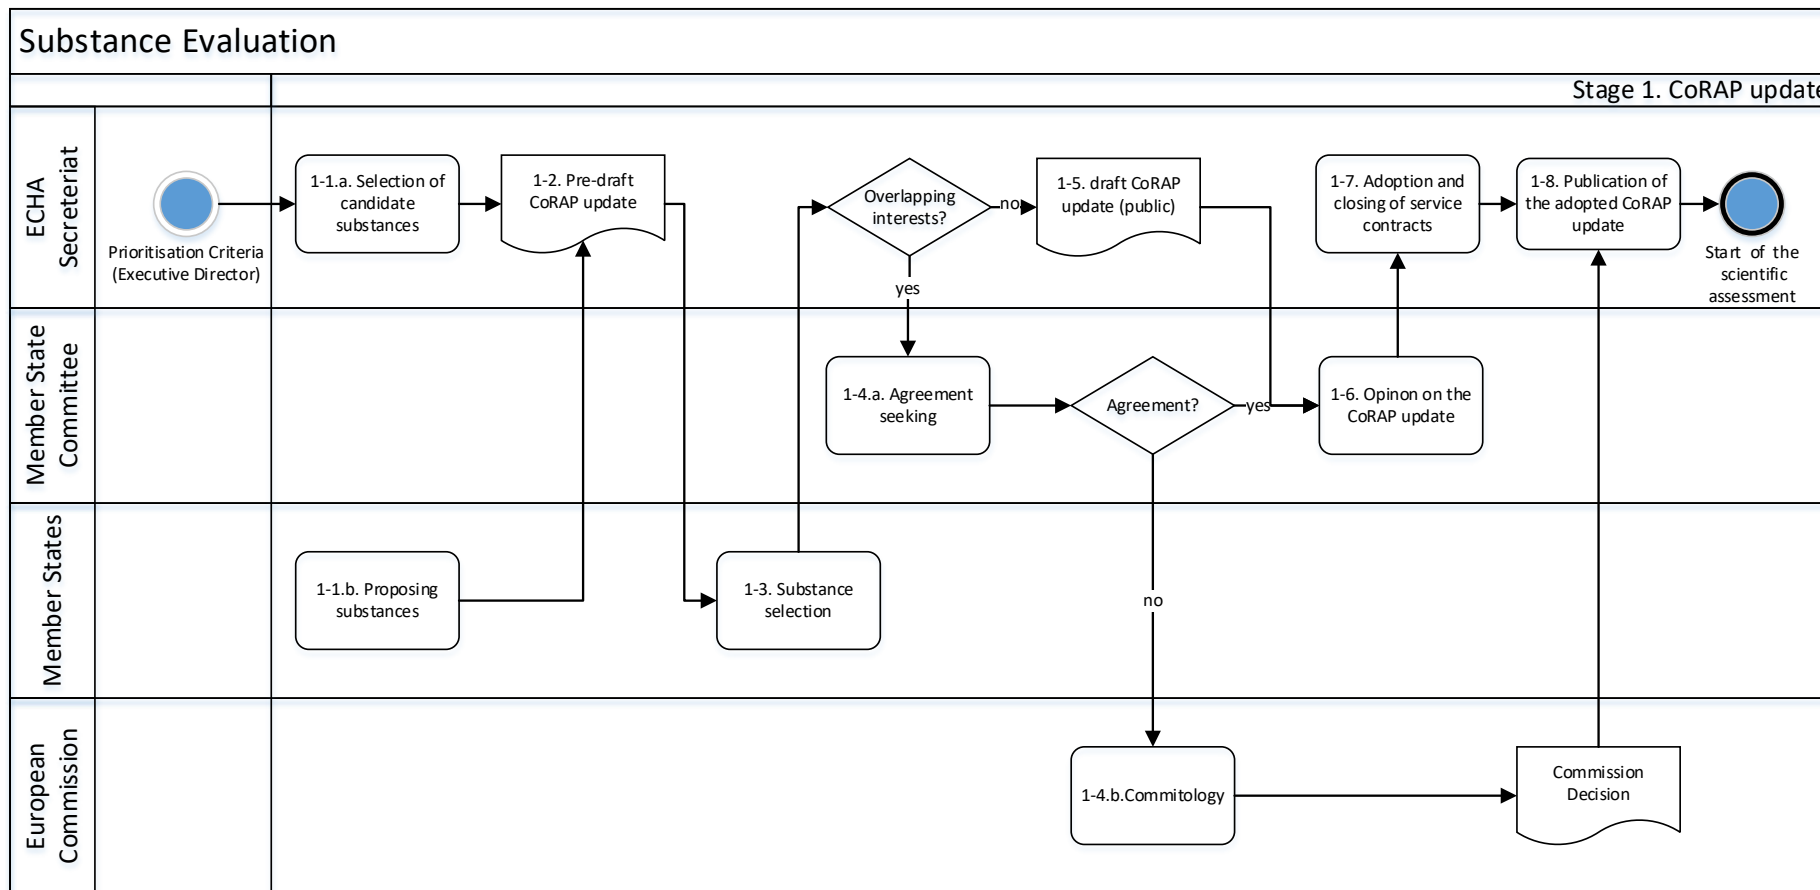 Substance Evaluation
Stage 1. CoRAP update
ECHA
Secreteriat
Prioritisation Criteria
(Executive Director)
1-1.a. Selection of
candidate
substances
1-2. Pre-draft
CoRAP update
Overlapping
interests?
no
1-5. draft CoRAP
update (public)
1-7. Adoption and
closing of service
contracts
1-8. Publication of
the adopted CoRAP
update
Start of the
scientific
assessment
yes
Member State
Committee
1-4.a. Agreement
seeking
Agreement?
yes
1-6. Opinon on the
CoRAP update
Member States
1-1.b. Proposing
substances
1-3. Substance
selection
no
European
Commission
1-4.b.Commitology
Commission
Decision